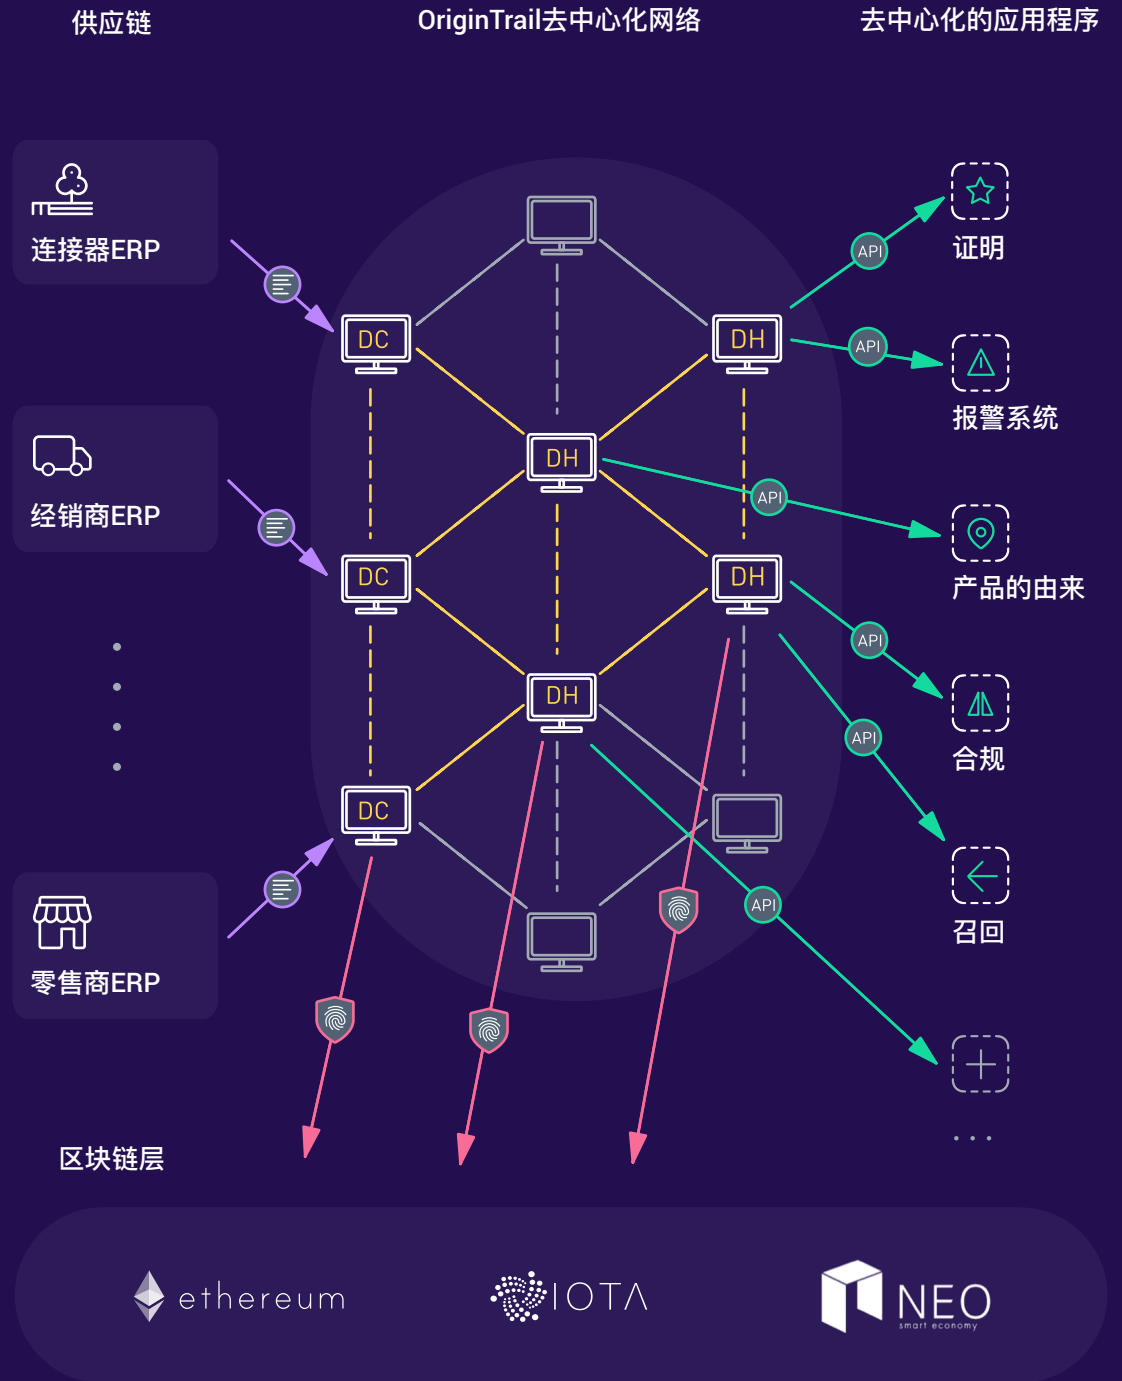 供应链
OriginTrail去中心化网络
去中心化的应用程序
连接器ERP
经销商ERP
零售商ERP
DC
DH
DH
DC
DH
DH
DC
API
API
API
API
API
API
证明
报警系统
产品的由来
合规
召回
...
区块链层
ethereum
IOTA
NEO
smart economy